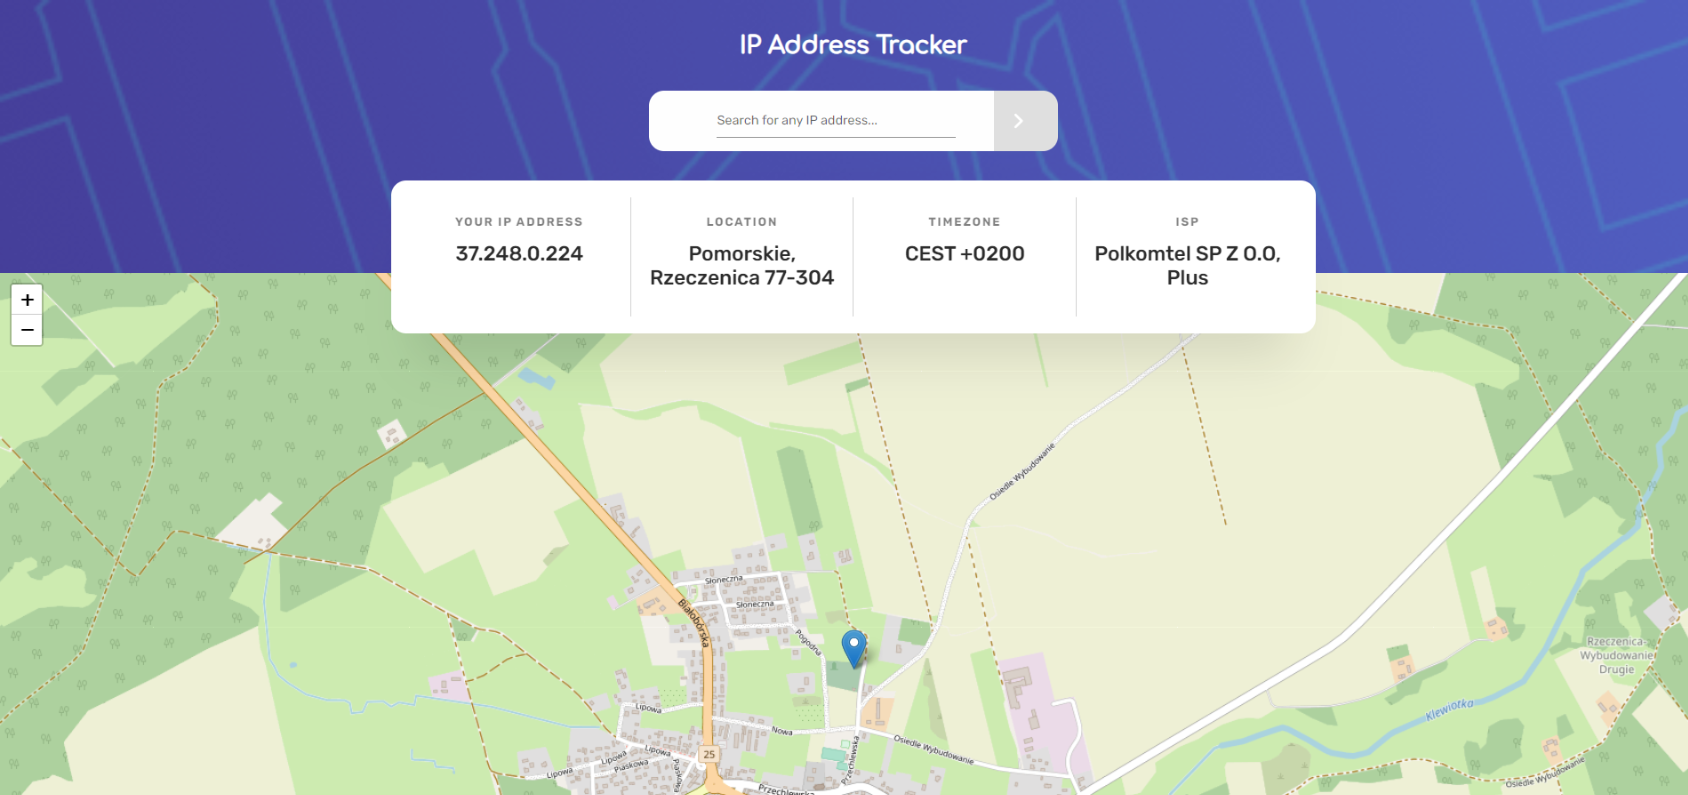 IP Address Tracker
Search for any IP address...
YOUR IP ADDRESS
37.248.0.224
LOCATION
Pomorskie,
Rzeczenica 77-304
TIMEZONE
CEST +0200
ISP
Polkomtel SP Z O.O,
Plus
+
−
Osiedle Wybudowanie
Słoneczna
Słoneczna
Białoborska
Pogodna
Rzeczenica-
Wybudowanie
Drugie
Lipowa
Klewiotka
Nowa
Osiedle Wybudowanie
Przechlewska
25
Lipowa
Lipowa
Lipowa
Piaskowa
Piaskowa
Przechlewska
Osiedle Wybudowanie